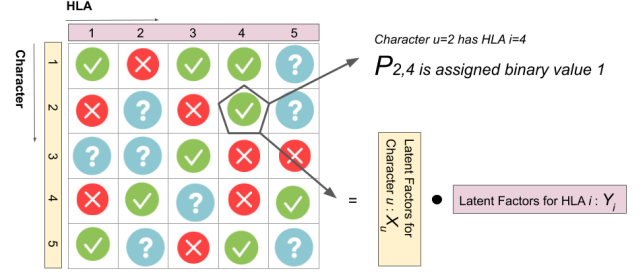 HLA
1 2 3 4 5
Character
1
2
3
4
5
? 
? ?
? ?
?
? ?
Character u=2 has HLA i=4
P2,4 is assigned binary value 1
=
Latent Factors for
Character u : Xu
Latent Factors for HLA i : Yi